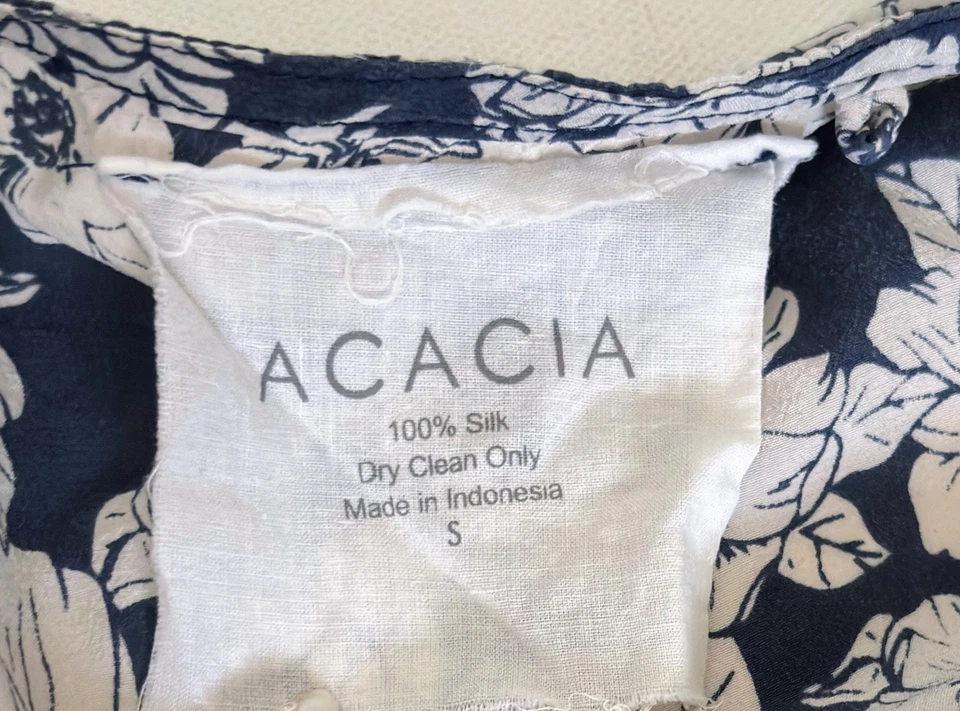 ACACIA
100% Silk
Dry Clean Only
Made in Indonesia
S